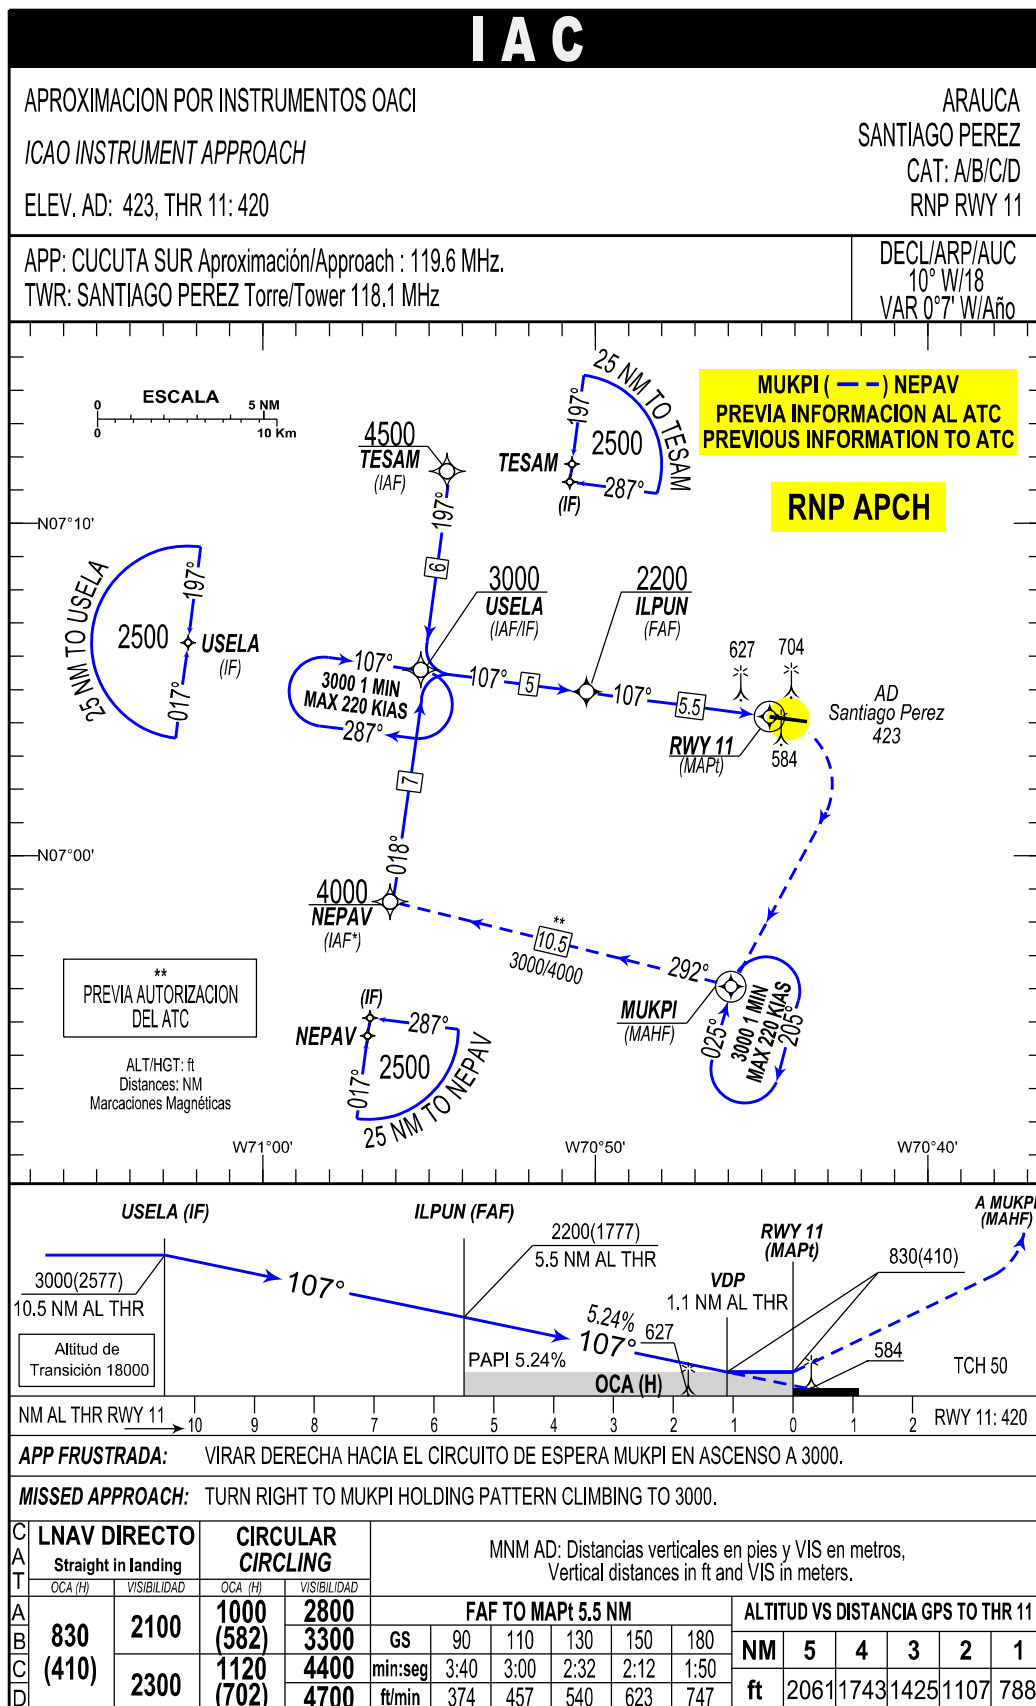 IAC
APROXIMACION POR INSTRUMENTOS OACI
ICAO INSTRUMENT APPROACH
ELEV. AD: 423, THR 11: 420
ARAUCA
SANTIAGO PEREZ
CAT: A/B/C/D
RNP RWY 11
APP: CUCUTA SUR Aproximación/Approach : 119.6 MHz.
TWR: SANTIAGO PEREZ Torre/Tower 118.1 MHz
DECL/ARP/AUC
10° W/18
VAR 0°7' W/Año
ESCALA
0 5 NM
0 10 Km
MUKPI ( — – –) NEPAV
PREVIA INFORMACION AL ATC
PREVIOUS INFORMATION TO ATC
RNP APCH
25 NM TO TESAM
197°
2500
TESAM
287°
(IF)
4500
TESAM
(IAF)
197°
6
N07°10'
25 NM TO USELA
197°
2500
USELA
(IF)
017°
3000
USELA
(IAF/IF)
2200
ILPUN
(FAF)
107°
3000 1 MIN
MAX 220 KIAS
287°
107°
5
107°
5.5
627
704
584
RWY 11
(MAPt)
AD
Santiago Perez
423
7
018°
N07°00'
4000
NEPAV
(IAF*)
**
10.5
3000/4000
292°
MUKPI
(MAHF)
025°
3000 1 MIN
MAX 220 KIAS
205°
**
PREVIA AUTORIZACION
DEL ATC
ALT/HGT: ft
Distances: NM
Marcaciones Magnéticas
(IF)
NEPAV
287°
2500
017°
25 NM TO NEPAV
W71°00'
W70°50'
W70°40'
USELA (IF)
ILPUN (FAF)
A MUKPI
(MAHF)
RWY 11
(MAPt)
2200(1777)
5.5 NM AL THR
830(410)
3000(2577)
10.5 NM AL THR
107°
VDP
1.1 NM AL THR
5.24%
107°
627
584
PAPI 5.24%
OCA (H)
TCH 50
Altitud de
Transición 18000
NM AL THR RWY 11
10 9 8 7 6 5 4 3 2 1 0 1 2
RWY 11: 420
APP FRUSTRADA: VIRAR DERECHA HACIA EL CIRCUITO DE ESPERA MUKPI EN ASCENSO A 3000.
MISSED APPROACH: TURN RIGHT TO MUKPI HOLDING PATTERN CLIMBING TO 3000.
CAT
LNAV DIRECTO
Straight in landing
OCA (H) VISIBILIDAD
CIRCULAR
CIRCLING
OCA (H) VISIBILIDAD
MNM AD: Distancias verticales en pies y VIS en metros,
Vertical distances in ft and VIS in meters.
A
B
C
D
830
(410)
2100
2300
1000
(582)
1120
(702)
2800
3300
4400
4700
FAF TO MAPt 5.5 NM
GS 90 110 130 150 180
min:seg 3:40 3:00 2:32 2:12 1:50
ft/min 374 457 540 623 747
ALTITUD VS DISTANCIA GPS TO THR 11
NM 5 4 3 2 1
ft 2061 1743 1425 1107 788